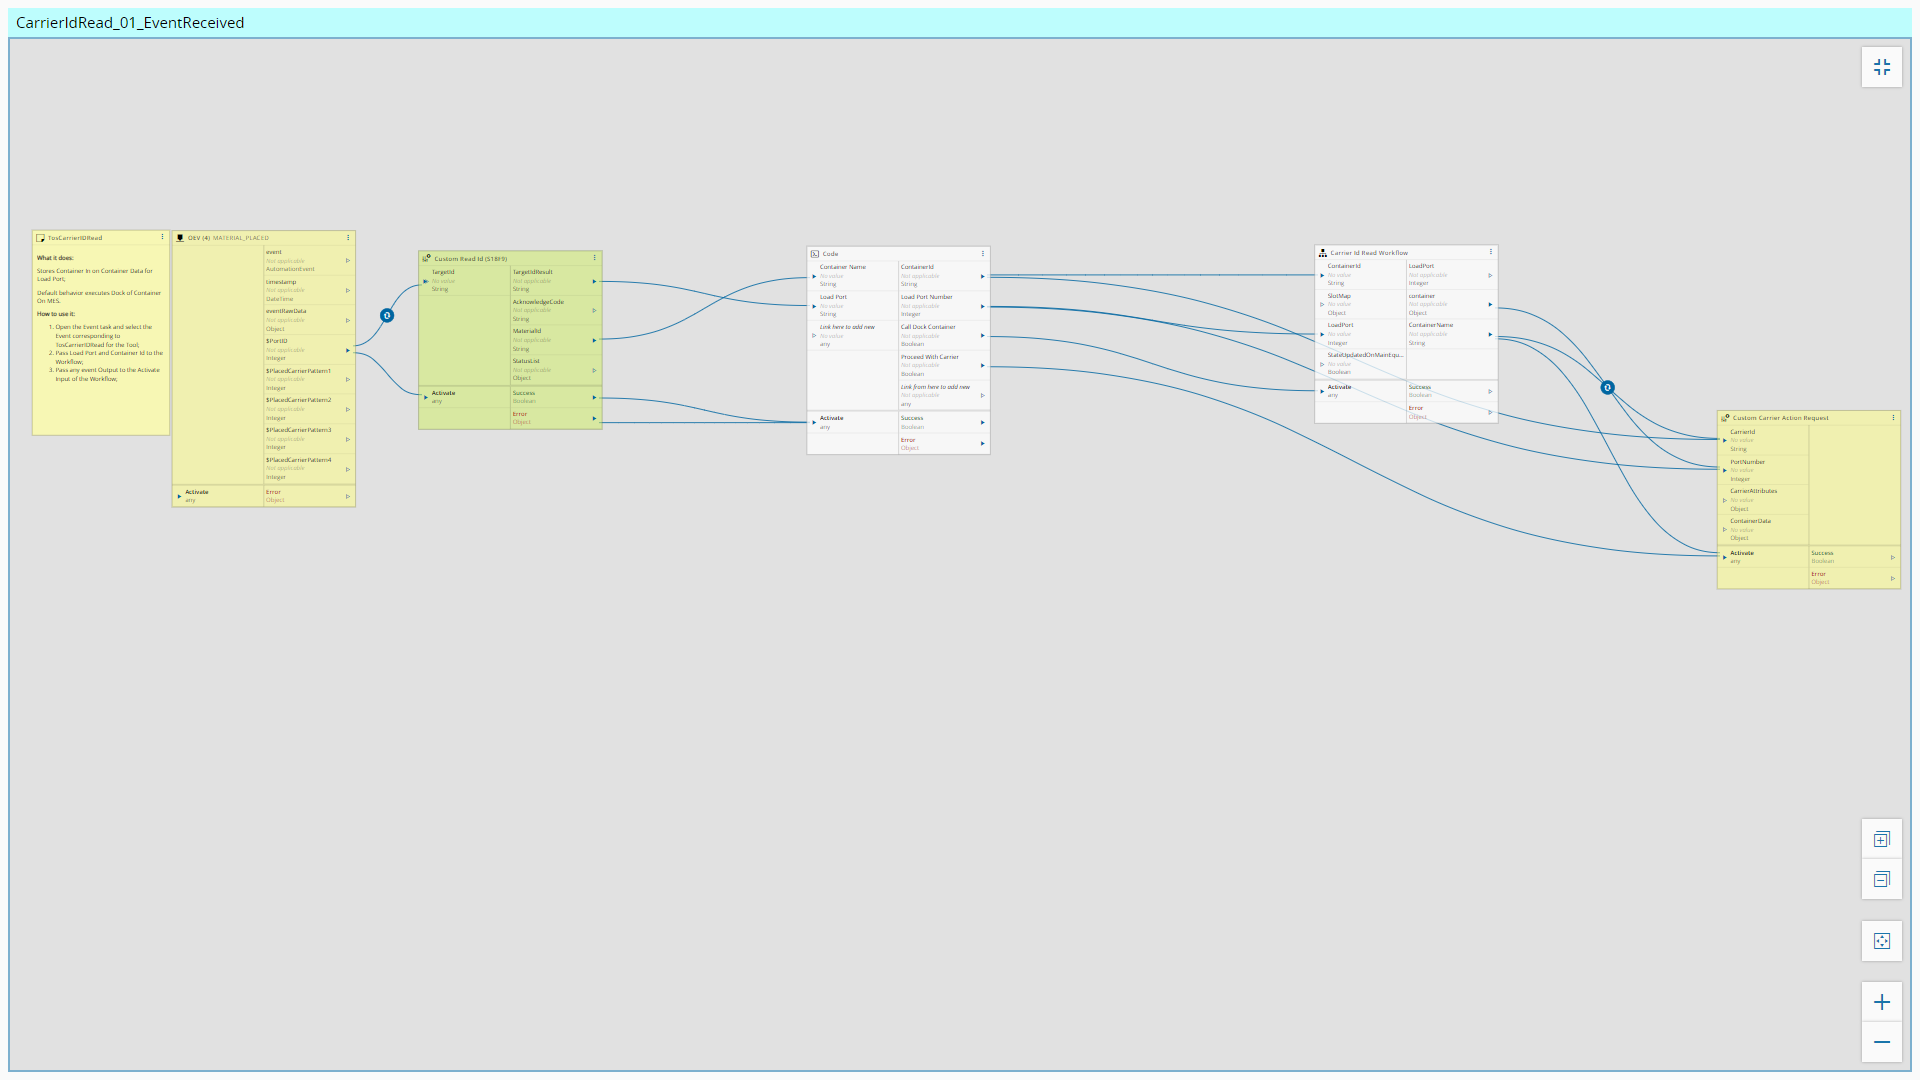 CarrierIdRead_01_EventReceived
TosCarrierIDRead
What it does:
Stores Container In on Container Data for
Load Port;
Default behavior executes Dock of Container
On MES.
How to use it:
1. Open the Event task and select the
Event corresponding to
TosCarrierIDRead for the Tool;
2. Pass Load Port and Container Id to the
Workflow;
3. Pass any event Output to the Activate
Input of the Workflow;
OEV (4) MATERIAL_PLACED
event
Not applicable
AutomationEvent
timestamp
Not applicable
DateTime
eventRawData
Not applicable
Object
$PortID
Not applicable
Integer
$PlacedCarrierPattern1
Not applicable
Integer
$PlacedCarrierPattern2
Not applicable
Integer
$PlacedCarrierPattern3
Not applicable
Integer
$PlacedCarrierPattern4
Not applicable
Integer
Activate
any
Error
Object
Custom Read Id (S18F9)
TargetId
No value
String
TargetIdResult
Not applicable
String
AcknowledgeCode
Not applicable
String
MaterialId
Not applicable
String
StatusList
Not applicable
Object
Activate
any
Success
Boolean
Error
Object
Code
Container Name
No value
String
Load Port
No value
String
Link here to add new
No value
any
ContainerId
Not applicable
String
Load Port Number
Not applicable
Integer
Call Dock Container
Not applicable
Boolean
Proceed With Carrier
Not applicable
Boolean
Link from here to add new
Not applicable
any
Activate
any
Success
Boolean
Error
Object
Carrier Id Read Workflow
ContainerId
No value
String
SlotMap
No value
Object
LoadPort
No value
Integer
StateUpdatedOnMainEqu...
No value
Boolean
LoadPort
Not applicable
Integer
container
Not applicable
Object
ContainerName
Not applicable
String
Activate
any
Success
Boolean
Error
Object
Custom Carrier Action Request
CarrierId
No value
String
PortNumber
No value
Integer
CarrierAttributes
No value
Object
ContainerData
No value
Object
Activate
any
Success
Boolean
Error
Object